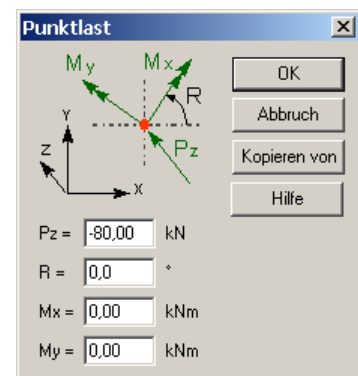 Punktlast
My
Mx
R
Y
Pz
Z
X
OK
Abbruch
Kopieren von
Hilfe
Pz = -80,00 kN
R = 0,0 °
Mx = 0,00 kNm
My = 0,00 kNm